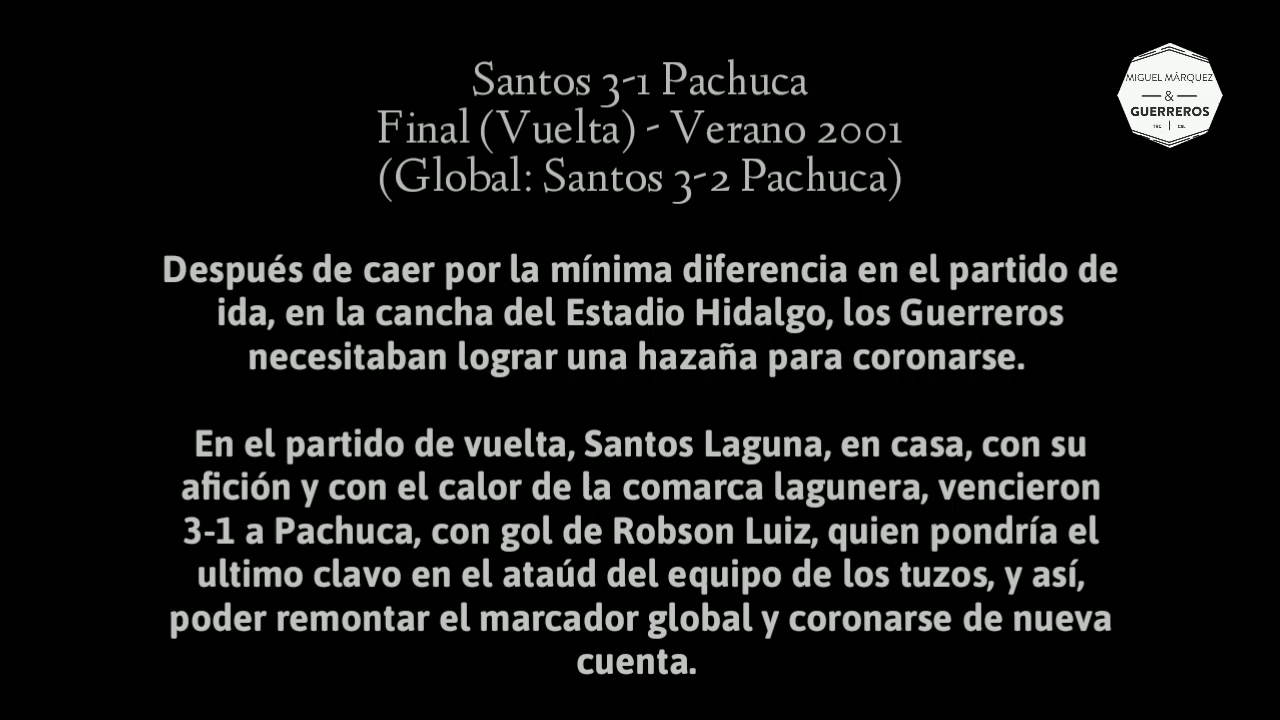 Santos 3-1 Pachuca
Final (Vuelta) - Verano 2001
(Global: Santos 3-2 Pachuca)
MIGUEL MÁRQUEZ
&
GUERREROS
TRC | CSL
Después de caer por la mínima diferencia en el partido de
ida, en la cancha del Estadio Hidalgo, los Guerreros
necesitaban lograr una hazaña para coronarse.
En el partido de vuelta, Santos Laguna, en casa, con su
afición y con el calor de la comarca lagunera, vencieron
3-1 a Pachuca, con gol de Robson Luiz, quien pondría el
ultimo clavo en el ataúd del equipo de los tuzos, y así,
poder remontar el marcador global y coronarse de nueva
cuenta.